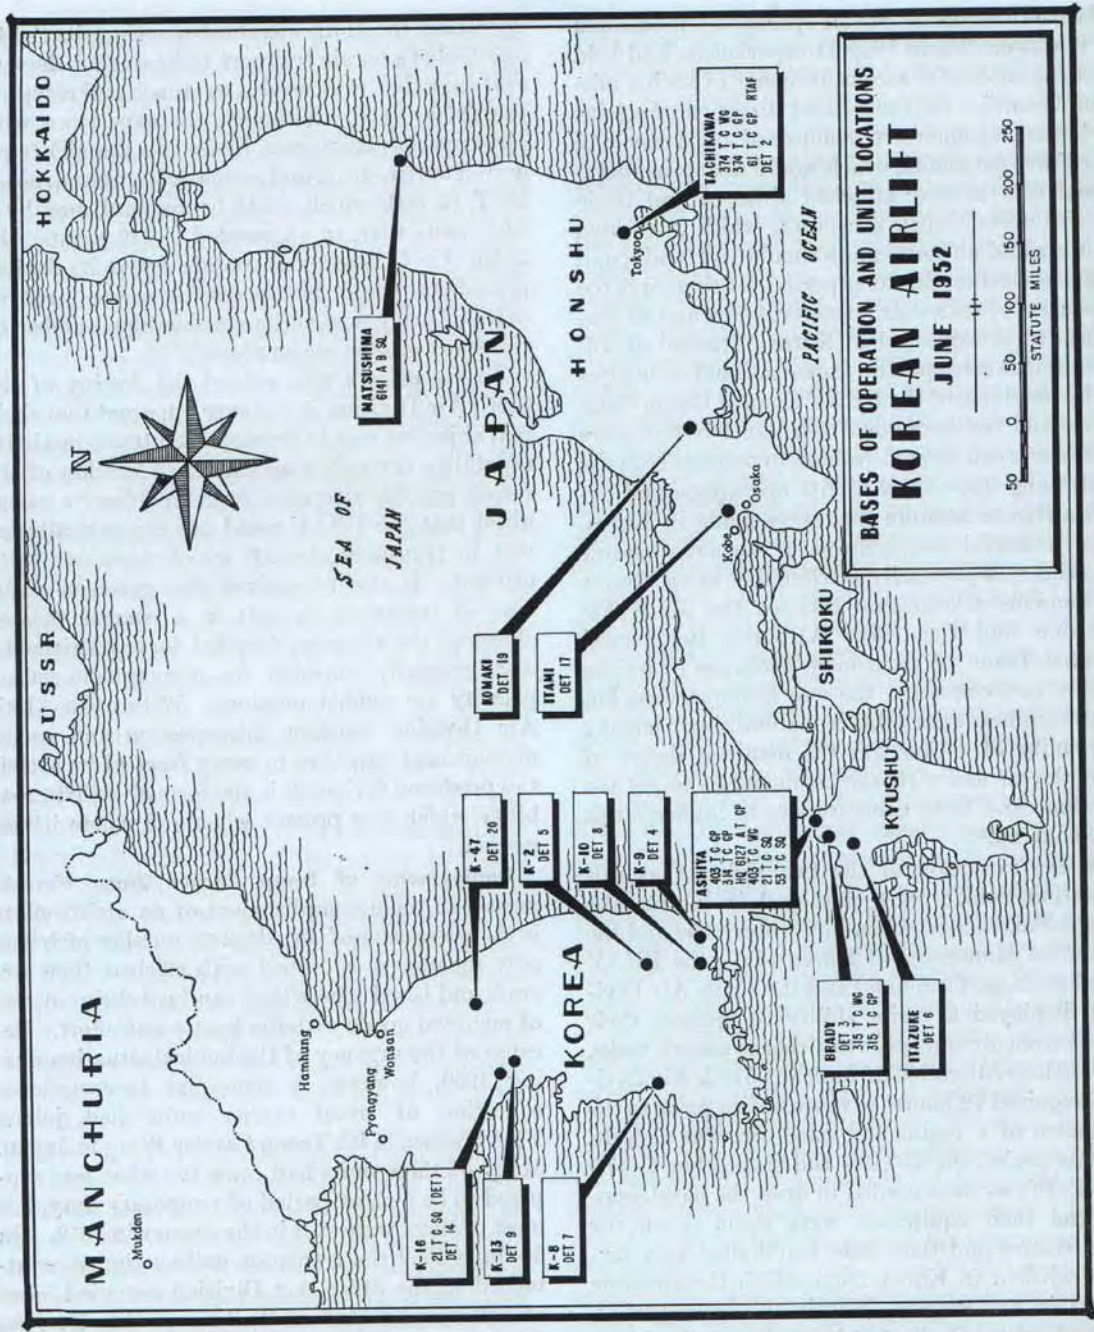 MANCHURIA
USSR
HOKKAIDO
N
Mukden
Hamhung
Pyongyang
Wonsan
SEA OF
JAPAN
MATSUSHIMA
6141 A B SQ
JAPAN
HONSHU
Tokyo
TACHIKAWA
374 T C WG
374 T C GP
61 T C GP RTAF
DET 2
K-16
21 T C SQ (DET)
DET 14
K-13
DET 9
K-8
DET 7
KOREA
K-47
DET 20
K-2
DET 5
K-10
DET 8
K-9
DET 4
KOMAKI
DET 19
ITAMI
DET 17
ASHIYA
403 T C GP
314 T C GP
HQ 6127 A T GP
403 T C WG
21 T C SQ
53 T C SQ
BRADY
DET 3
315 T C WG
315 T C GP
ITAZURE
DET 6
KYUSHU
SHIKOU
Kobe
Osaka
PACIFIC OCEAN
BASES OF OPERATION AND UNIT LOCATIONS
KOREAN AIRLIFT
JUNE 1952
50 0 50 100 150 200 250
STATUTE MILES